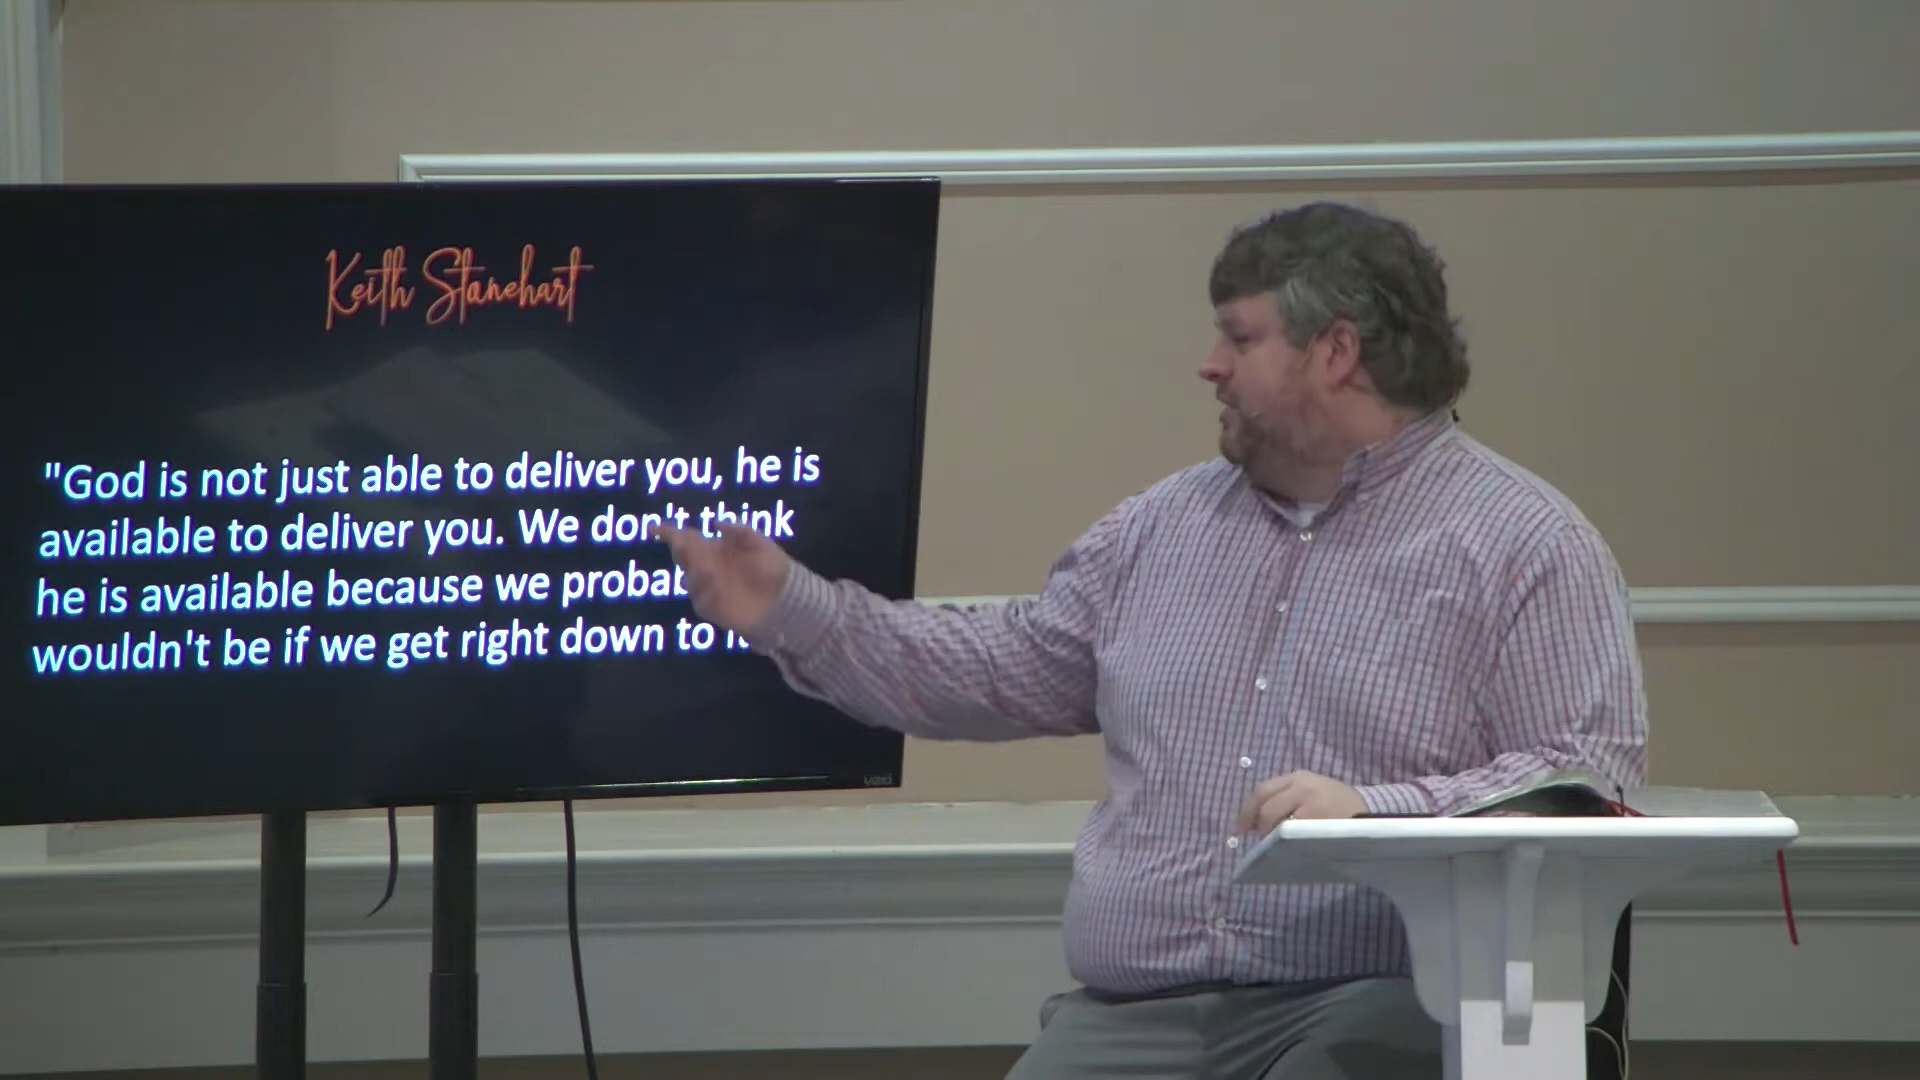 Keith Stanehart
"God is not just able to deliver you, he is
available to deliver you. We don't think
he is available because we
wouldn't be if we get right down to
VIZIO